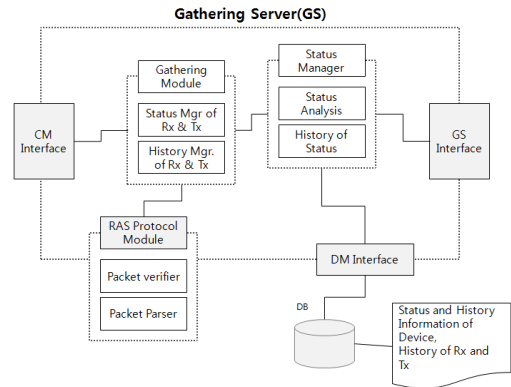 Gathering Server(GS)
Gathering
Module
Status Mgr of
Rx & Tx
History Mgr.
of Rx & Tx
Status
Manager
Status
Analysis
History of
Status
CM
Interface
GS
Interface
RAS Protocol
Module
Packet verifier
Packet Parser
DM Interface
DB
Status and History
Information of
Device,
History of Rx and
Tx